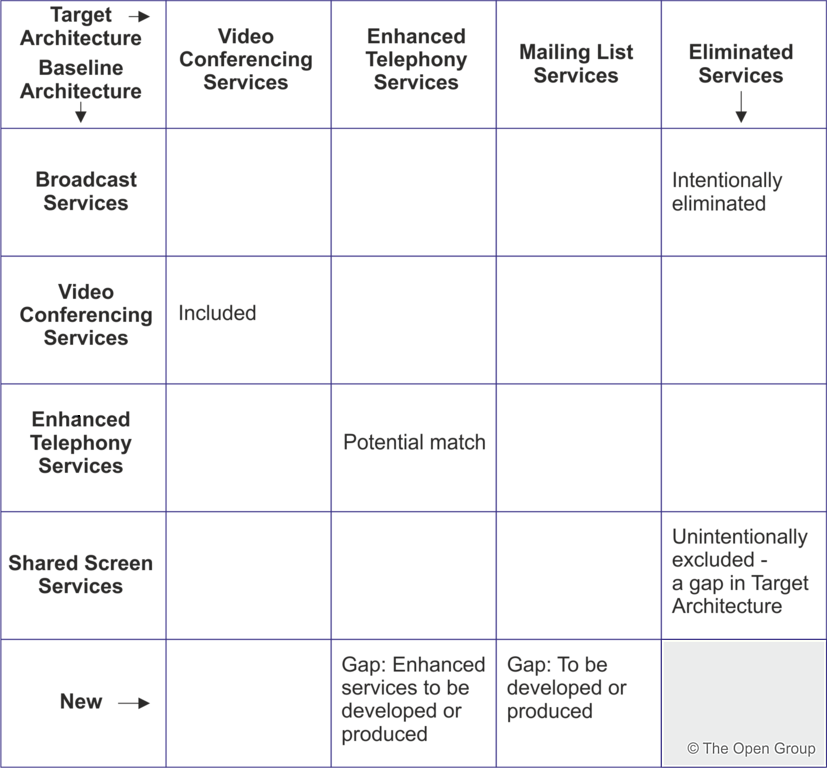 Target
Architecture
Baseline
Architecture
Video
Conferencing
Services
Enhanced
Telephony
Services
Mailing List
Services
Eliminated
Services
Broadcast
Services
Intentionally
eliminated
Video
Conferencing
Services
Included
Enhanced
Telephony
Services
Potential match
Shared Screen
Services
Unintentionally
excluded -
a gap in Target
Architecture
New
Gap: Enhanced
services to be
developed or
produced
Gap: To be
developed or
produced
© The Open Group